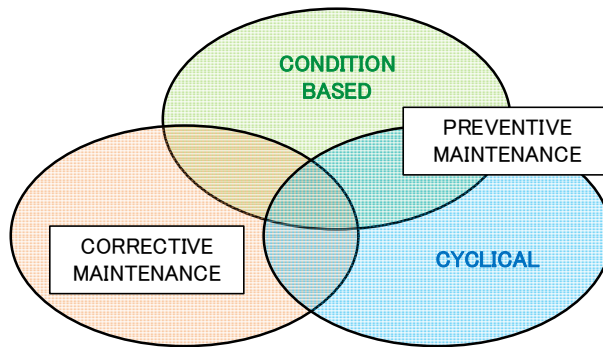 CONDITION
BASED
PREVENTIVE
MAINTENANCE
CORRECTIVE
MAINTENANCE
CYCLICAL